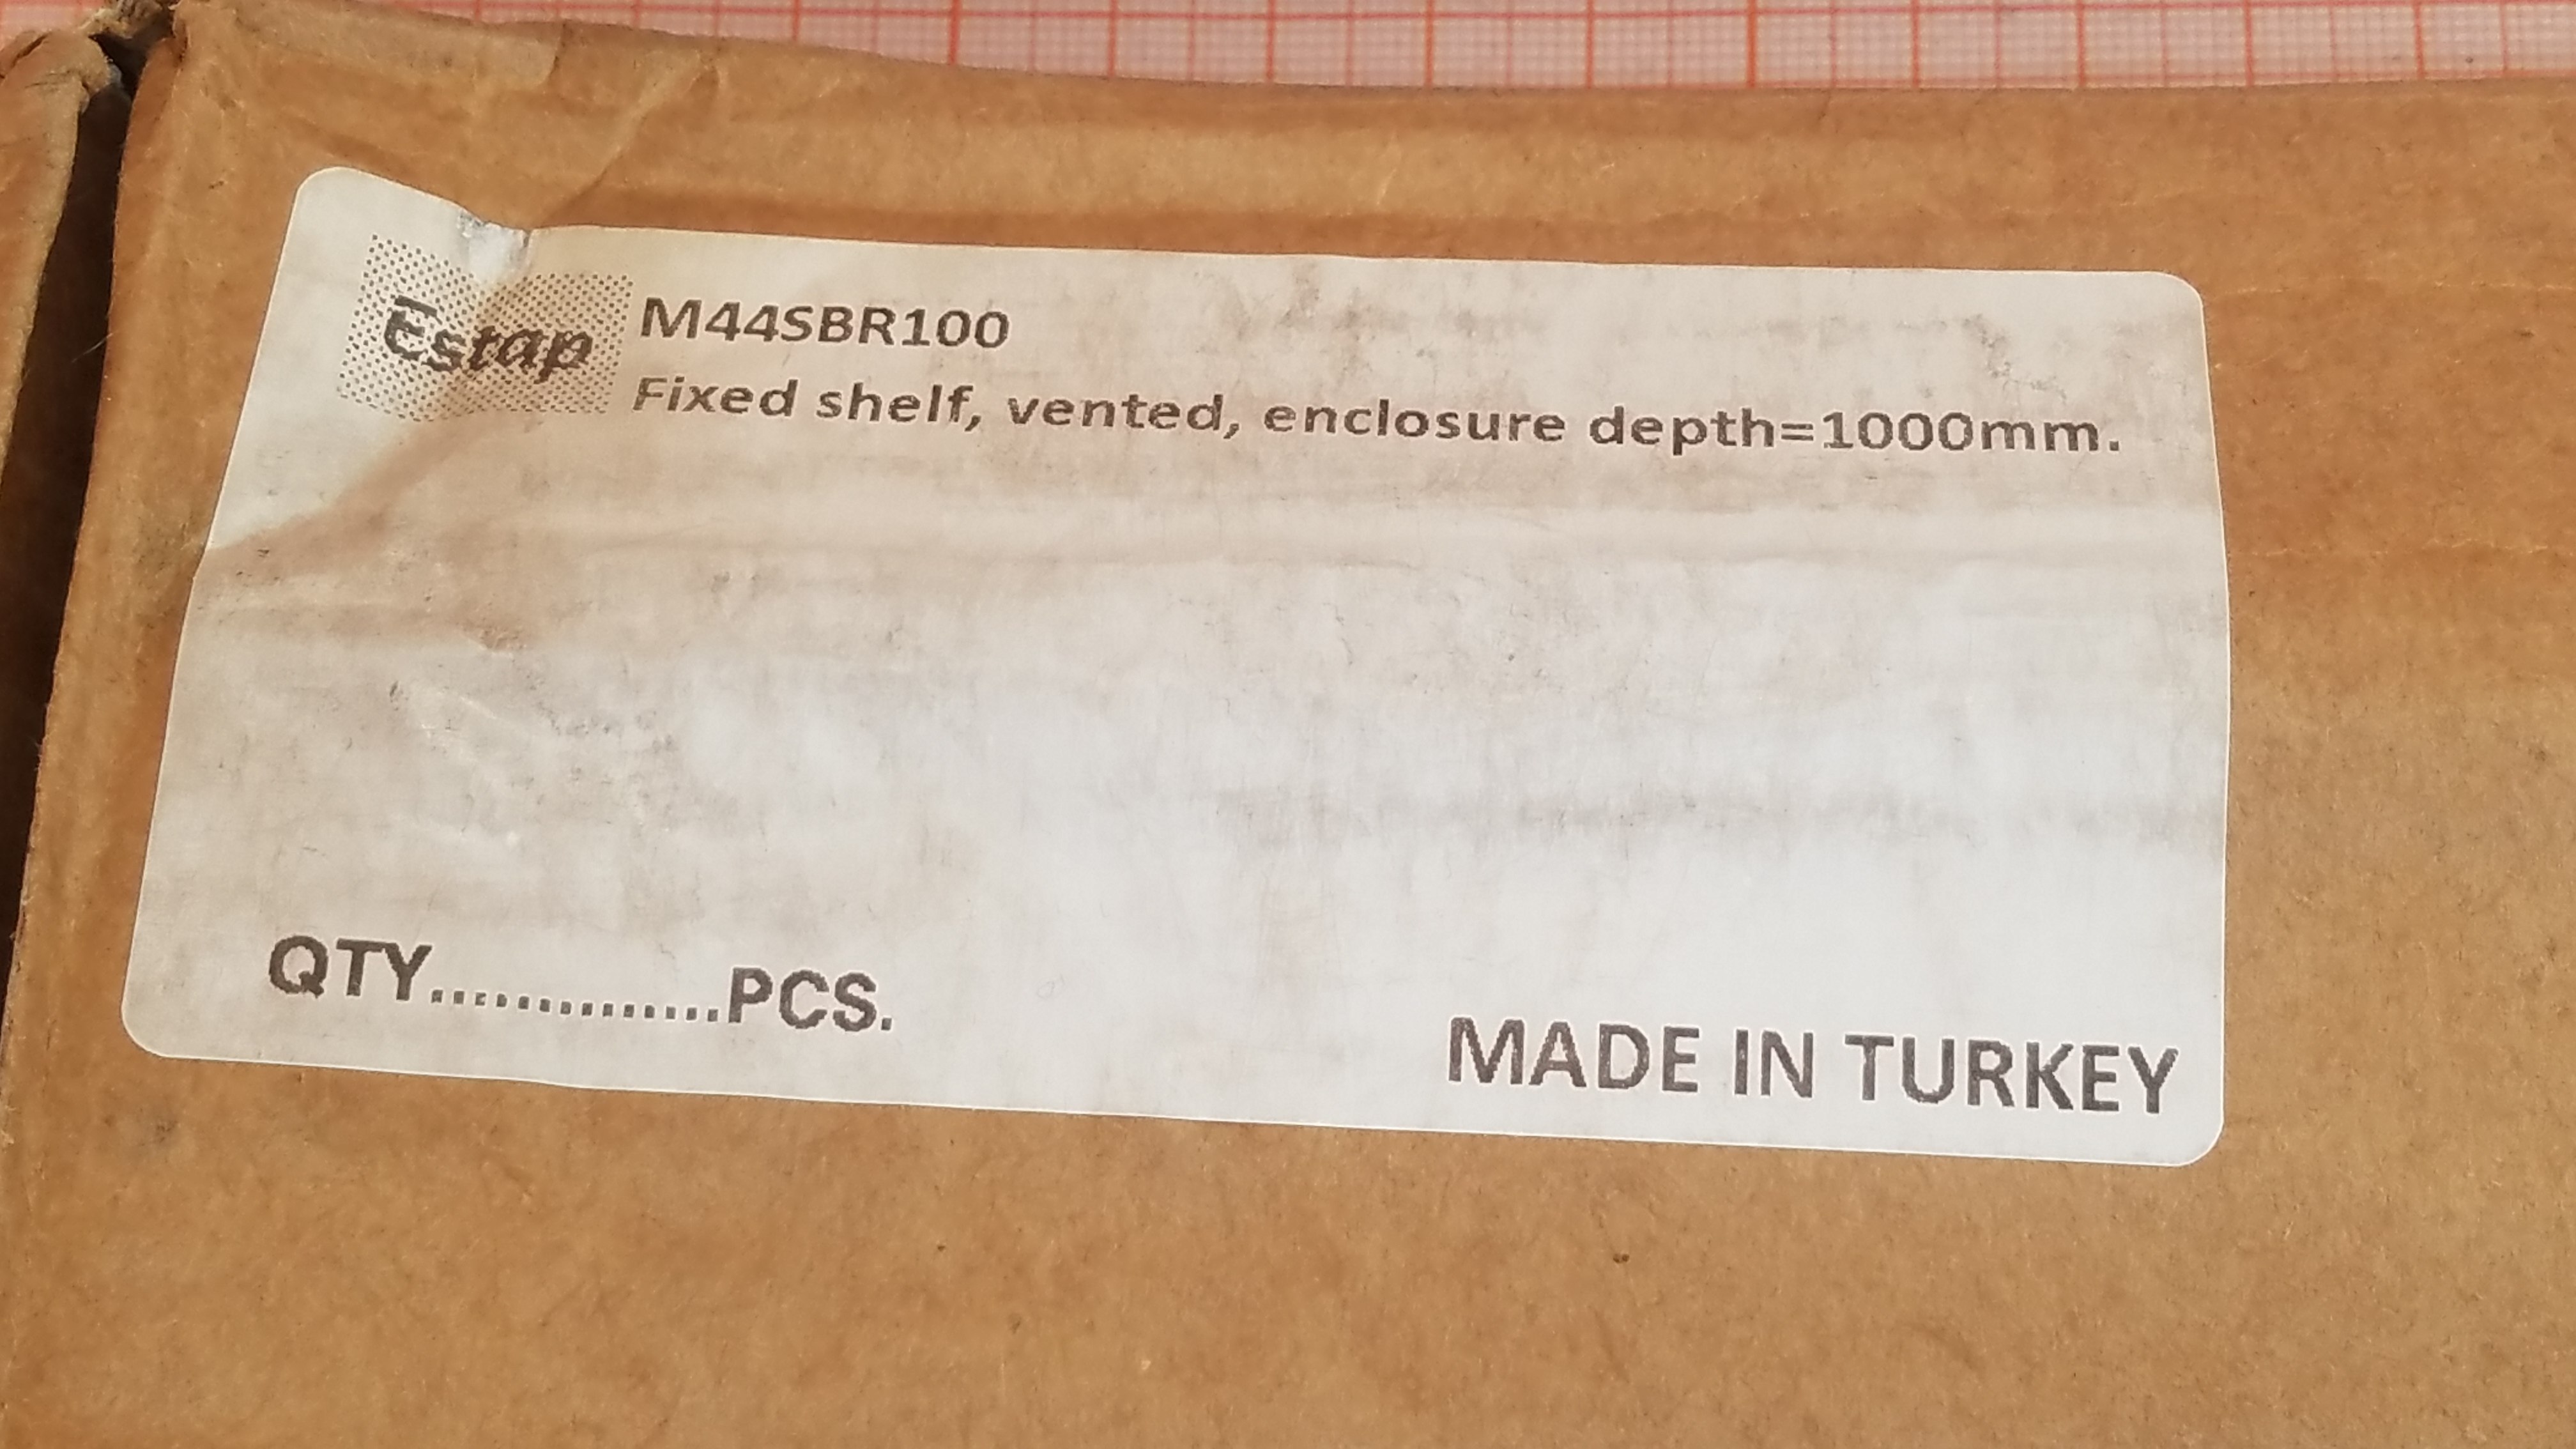 Estap
M44SBR100
Fixed shelf, vented, enclosure depth=1000mm.
QTY...............PCS.
MADE IN TURKEY